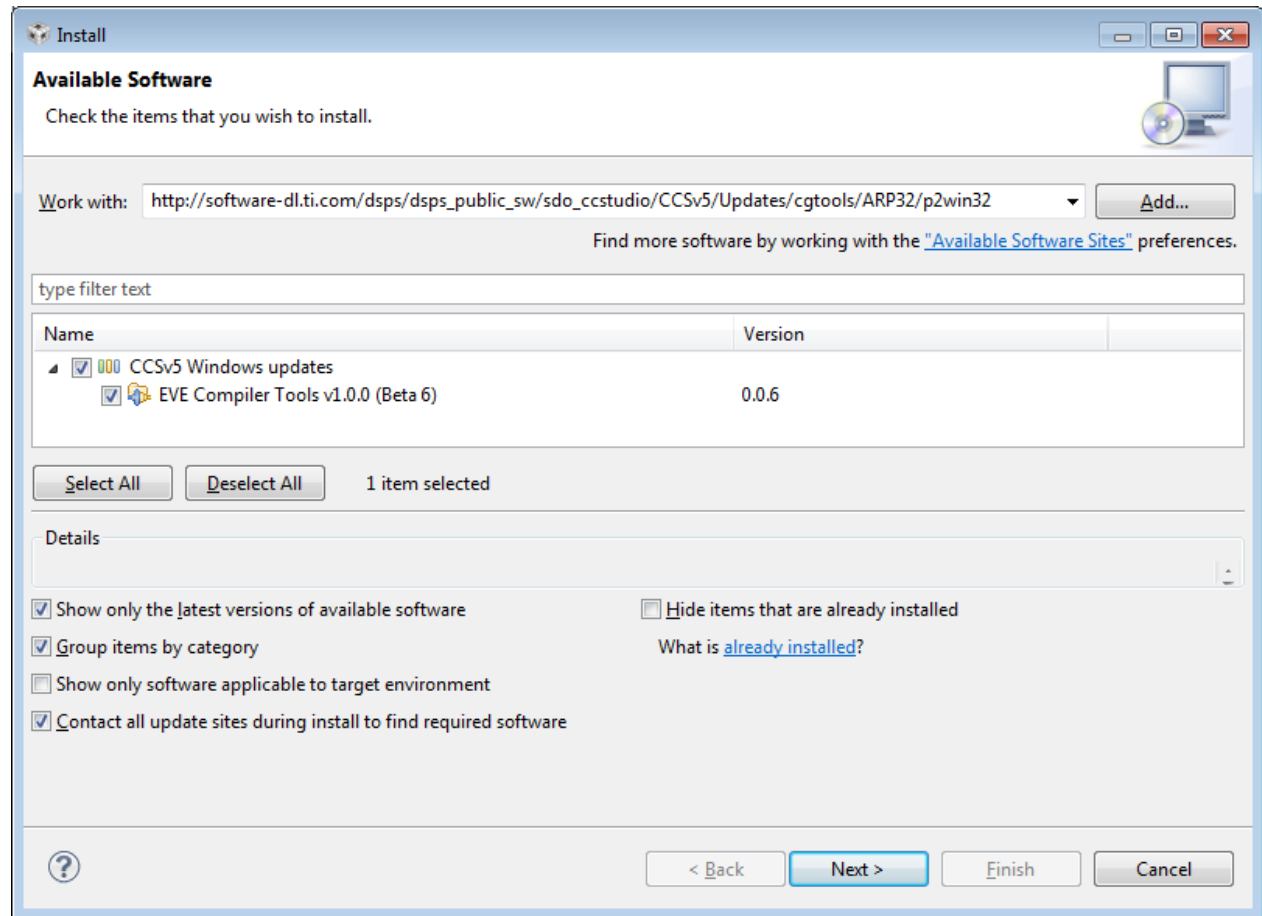 Install
Available Software
Check the items that you wish to install.
Work with: http://software-dl.ti.com/dsps/dsps_public_sw/sdo_ccstudio/CCSv5/Updates/cgtools/ARP32/p2win32 Add...
Find more software by working with the "Available Software Sites" preferences.
type filter text
Name Version
CCSv5 Windows updates
EVE Compiler Tools v1.0.0 (Beta 6) 0.0.6
Select All Deselect All 1 item selected
Details
Show only the latest versions of available software Hide items that are already installed
Group items by category What is already installed?
Show only software applicable to target environment
Contact all update sites during install to find required software
? < Back Next > Finish Cancel